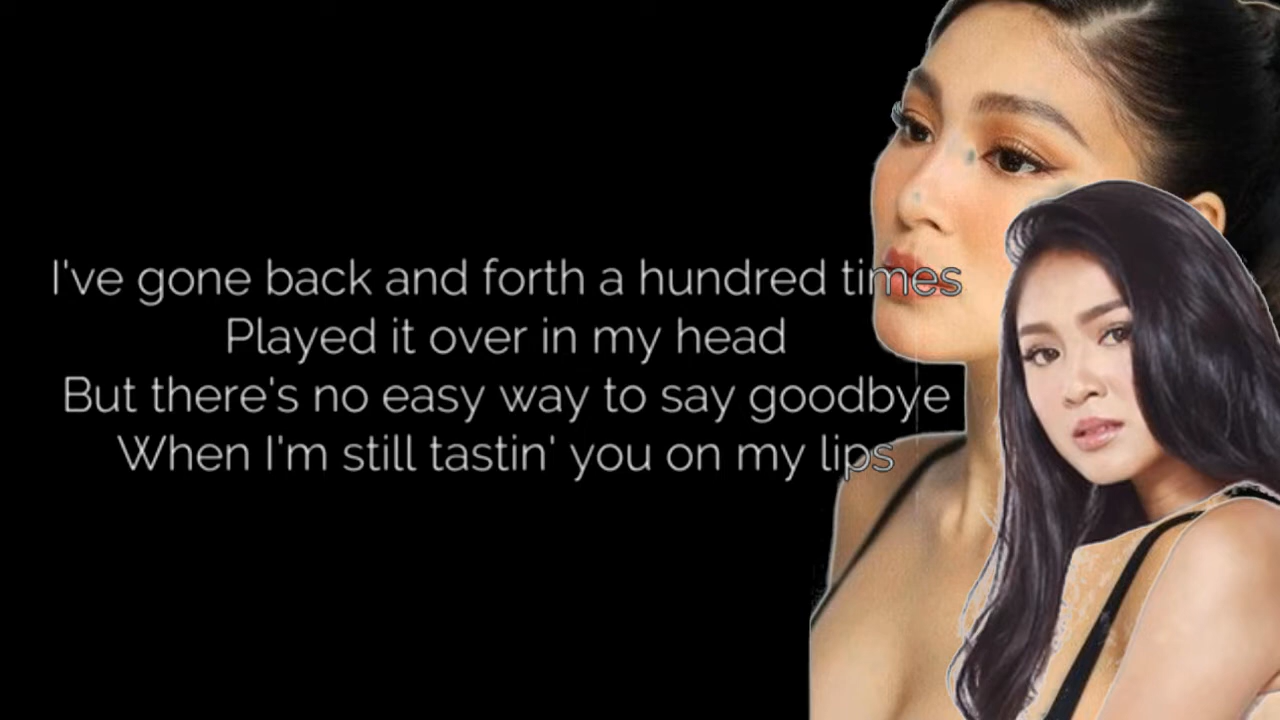 I've gone back and forth a hundred times
Played it over in my head
But there's no easy way to say goodbye
When I'm still tastin' you on my lips